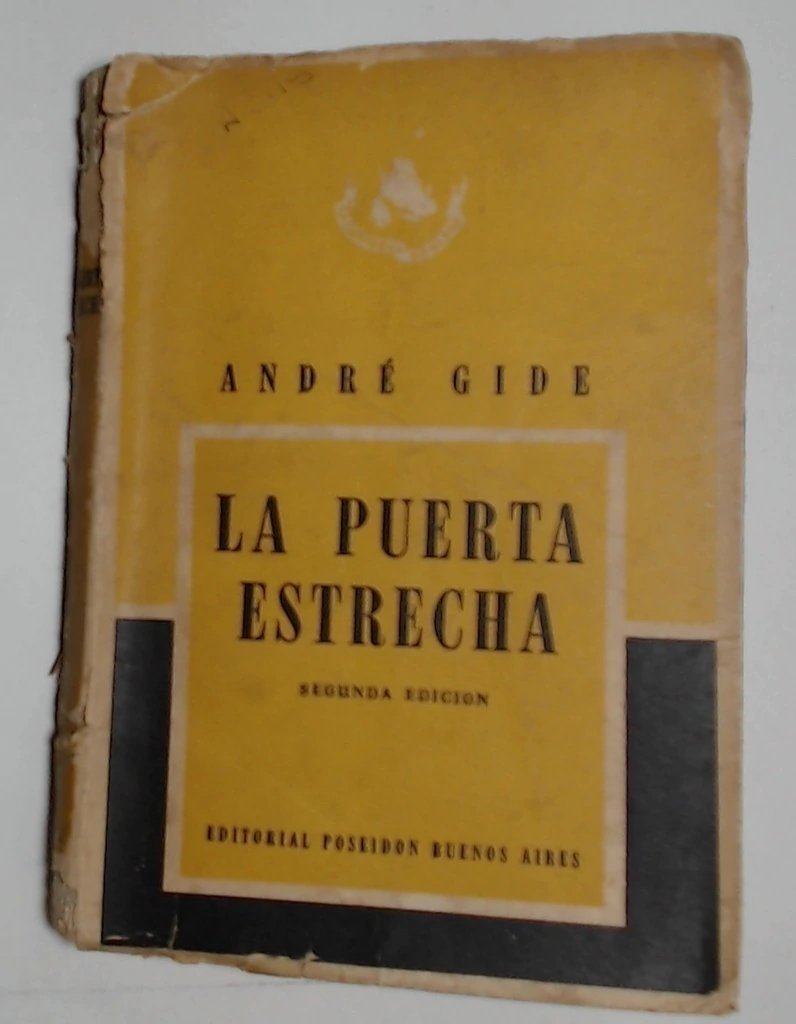 ANDRÉ GIDE
LA PUERTA
ESTRECHA
SEGUNDA EDICION
EDITORIAL POSEIDON BUENOS AIRES